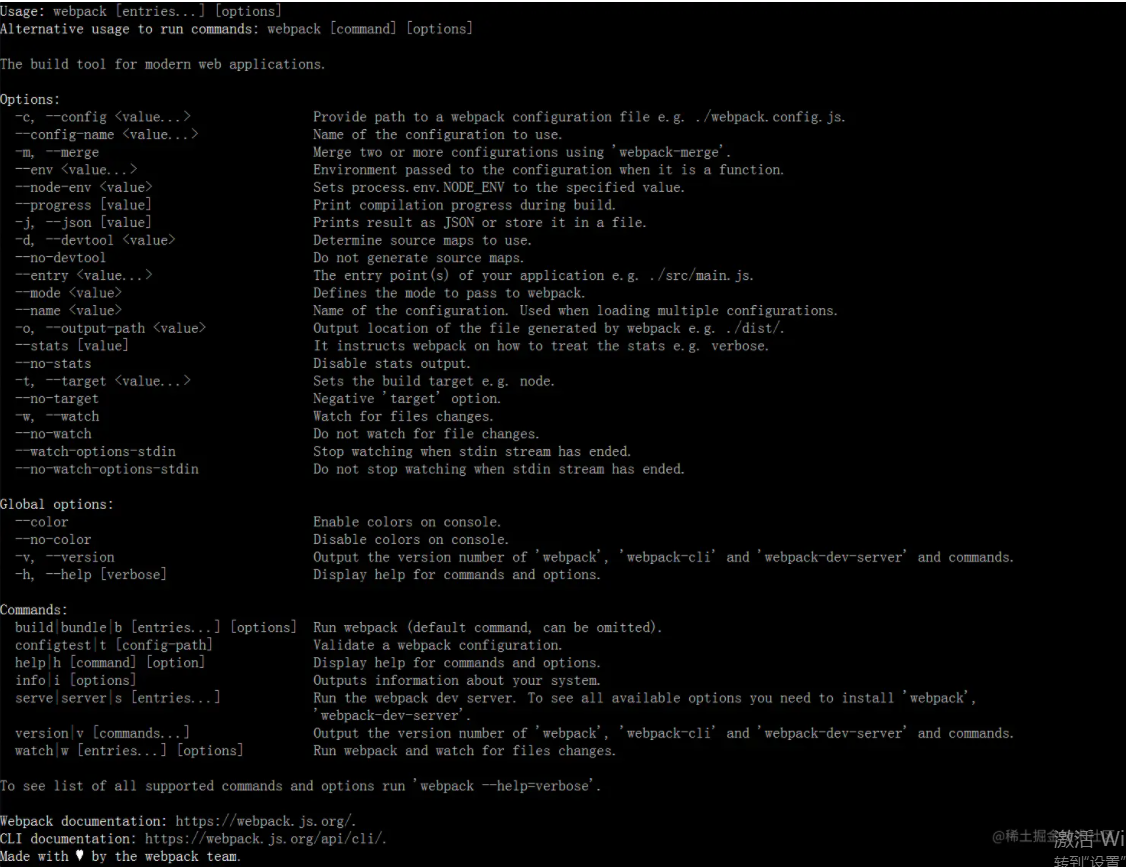 Usage: webpack [entries...] [options]
Alternative usage to run commands: webpack [command] [options]
The build tool for modern web applications.
Options:
-c, --config <value...> Provide path to a webpack configuration file e.g. ./webpack.config.js.
--config-name <value...> Name of the configuration to use.
-m, --merge Merge two or more configurations using 'webpack-merge'.
--env <value...> Environment passed to the configuration when it is a function.
--node-env <value> Sets process.env.NODE_ENV to the specified value.
--progress [value] Print compilation progress during build.
-j, --json [value] Prints result as JSON or store it in a file.
-d, --devtool <value> Determine source maps to use.
--no-devtool Do not generate source maps.
--entry <value...> The entry point(s) of your application e.g. ./src/main.js.
--mode <value> Defines the mode to pass to webpack.
--name <value> Name of the configuration. Used when loading multiple configurations.
-o, --output-path <value> Output location of the file generated by webpack e.g. ./dist/.
--stats [value] It instructs webpack on how to treat the stats e.g. verbose.
--no-stats Disable stats output.
-t, --target <value...> Sets the build target e.g. node.
--no-target Negative 'target' option.
-w, --watch Watch for files changes.
--no-watch Do not watch for file changes.
--watch-options-stdin Stop watching when stdin stream has ended.
--no-watch-options-stdin Do not stop watching when stdin stream has ended.
Global options:
--color Enable colors on console.
--no-color Disable colors on console.
-v, --version Output the version number of 'webpack', 'webpack-cli' and 'webpack-dev-server' and commands.
-h, --help [verbose] Display help for commands and options.
Commands:
build|bundle|b [entries...] [options] Run webpack (default command, can be omitted).
configtest|t [config-path] Validate a webpack configuration.
help|h [command] [option] Display help for commands and options.
info|i [options] Outputs information about your system.
serve|server|s [entries...] Run the webpack dev server. To see all available options you need to install 'webpack',
'webpack-dev-server'.
version|v [commands...] Output the version number of 'webpack', 'webpack-cli' and 'webpack-dev-server' and commands.
watch|w [entries...] [options] Run webpack and watch for files changes.
To see list of all supported commands and options run 'webpack --help=verbose'.
Webpack documentation: https://webpack.js.org/.
CLI documentation: https://webpack.js.org/api/cli/.
Made with ♥ by the webpack team.
@稀土掘金
激活 Wi
转到"设置"